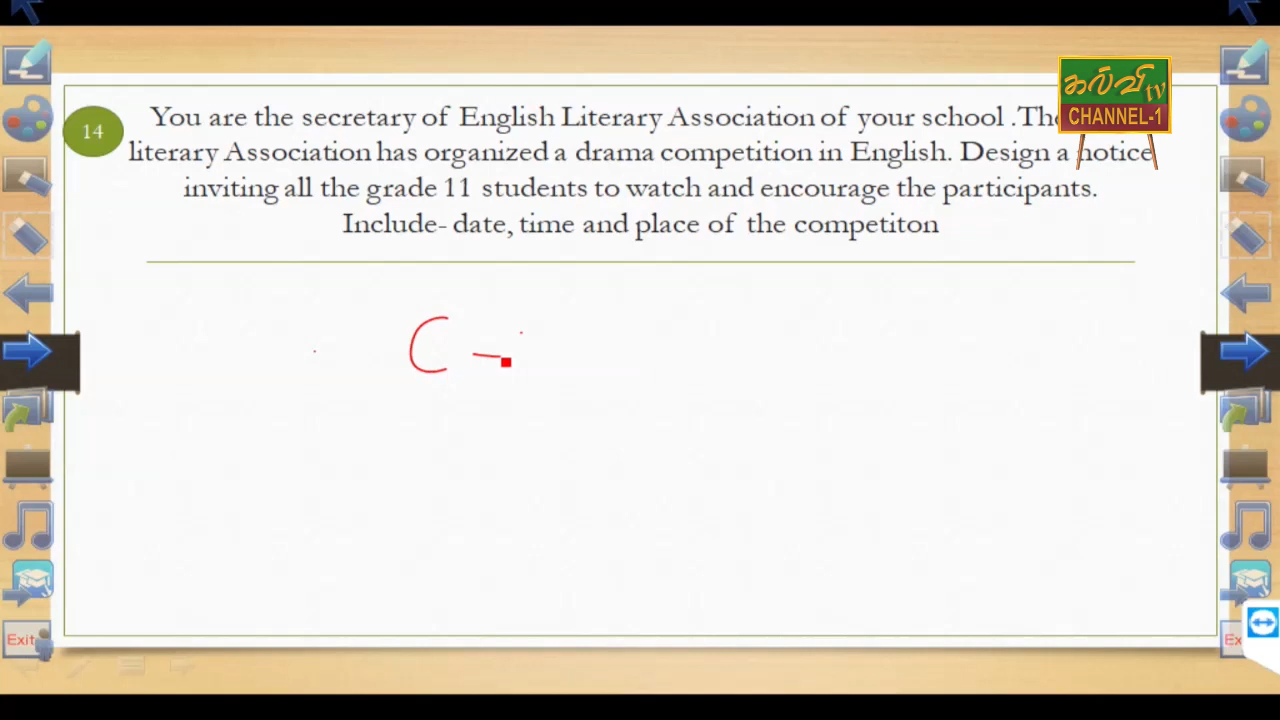 கல்வி tv
CHANNEL-1
14
You are the secretary of English Literary Association of your school .The
literary Association has organized a drama competition in English. Design a notice
inviting all the grade 11 students to watch and encourage the participants.
Include- date, time and place of the competiton
C -
Exit
Ex